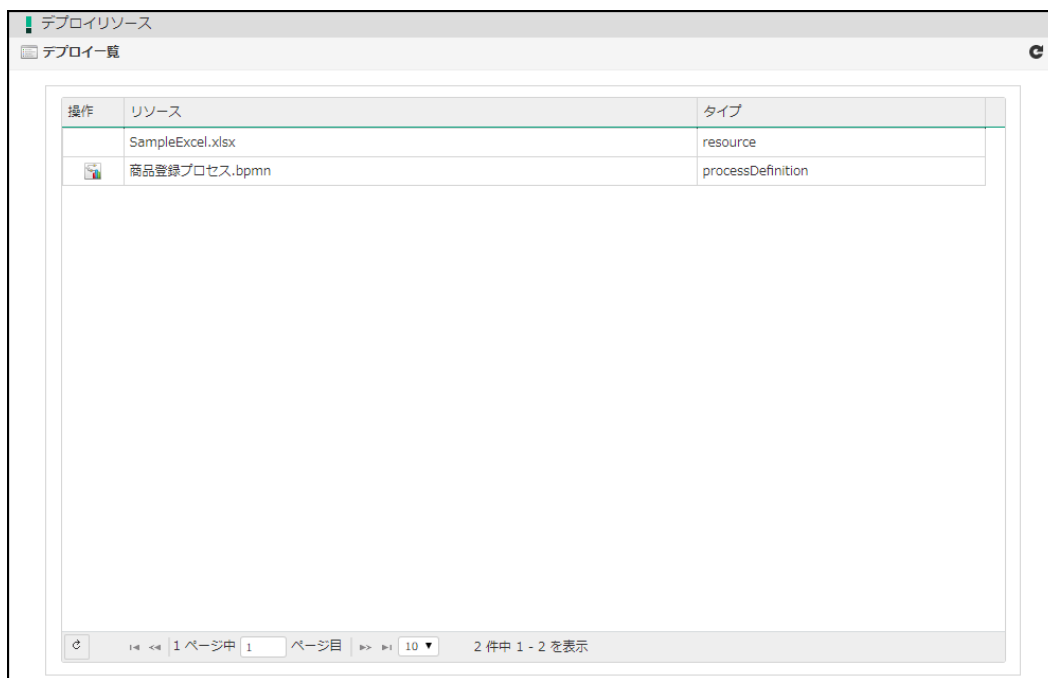 デプロイリソース
デプロイ一覧
操作 リソース タイプ
SampleExcel.xlsx resource
商品登録プロセス.bpmn processDefinition
1 ページ中 1 ページ目 10 2 件中 1 - 2 を表示